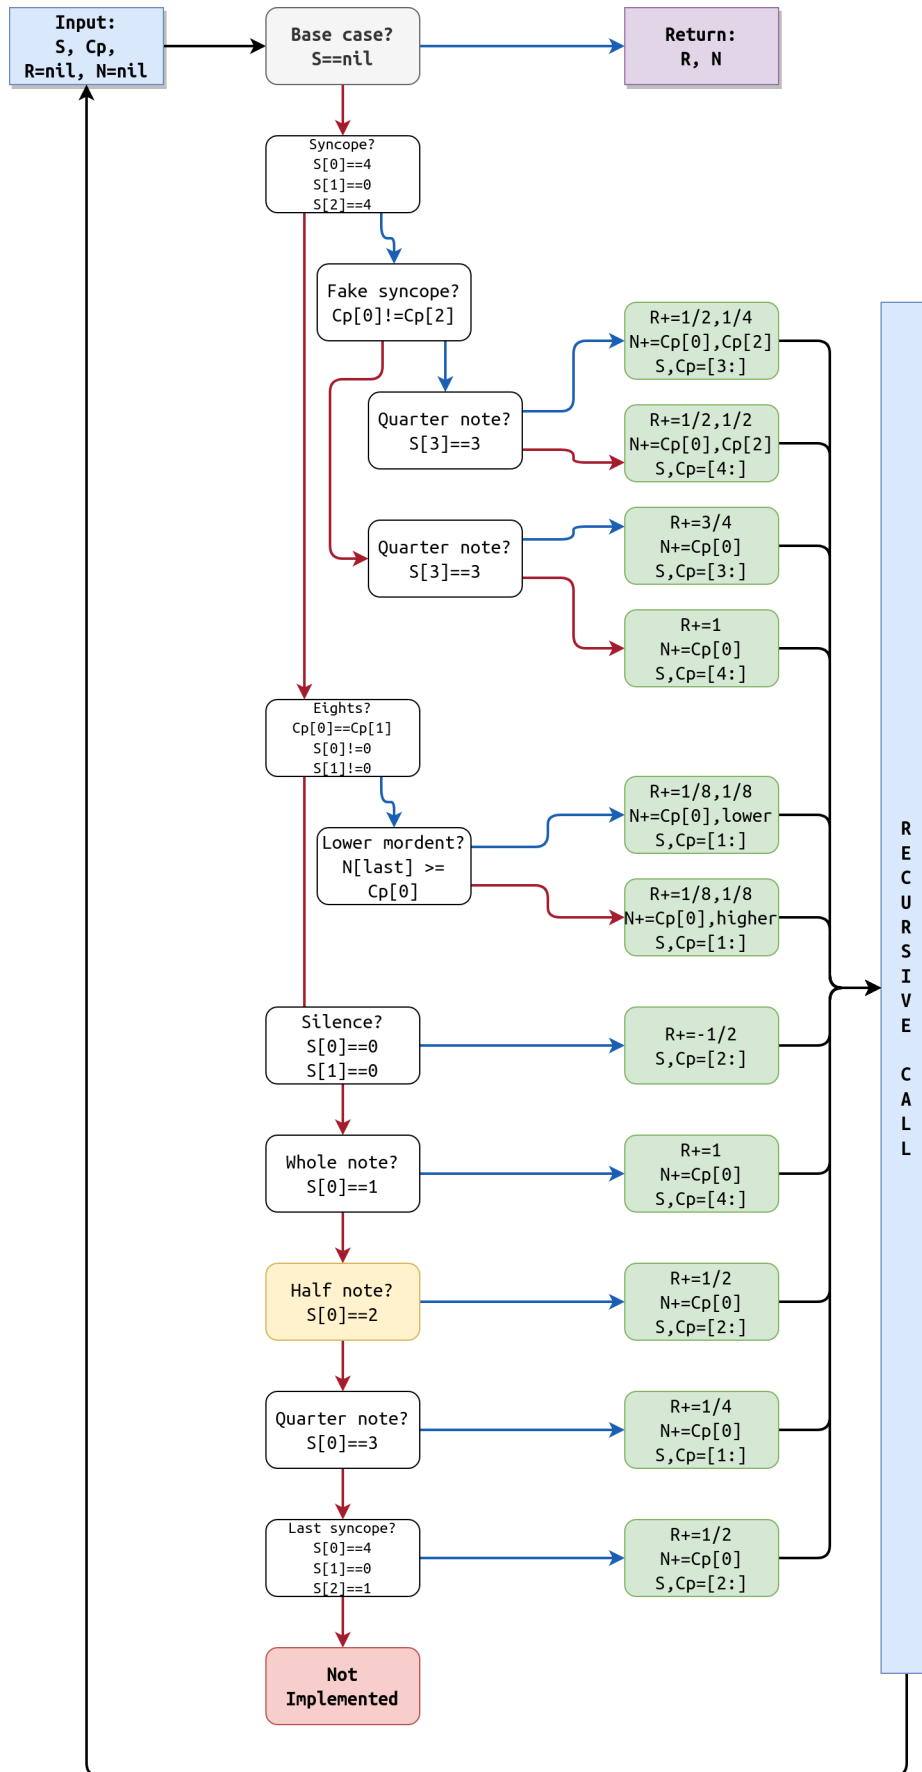 Input:
S, Cp,
R=nil, N=nil
Base case?
S==nil
Return:
R, N
Syncope?
S[0]==4
S[1]==0
S[2]==4
Fake syncope?
Cp[0]!=Cp[2]
Quarter note?
S[3]==3
R+=1/2,1/4
N+=Cp[0],Cp[2]
S,Cp=[3:]
R+=1/2,1/2
N+=Cp[0],Cp[2]
S,Cp=[4:]
Quarter note?
S[3]==3
R+=3/4
N+=Cp[0]
S,Cp=[3:]
R+=1
N+=Cp[0]
S,Cp=[4:]
Eights?
Cp[0]==Cp[1]
S[0]!=0
S[1]!=0
Lower mordent?
N[last] >=
Cp[0]
R+=1/8,1/8
N+=Cp[0],lower
S,Cp=[1:]
R+=1/8,1/8
N+=Cp[0],higher
S,Cp=[1:]
Silence?
S[0]==0
S[1]==0
R+=-1/2
S,Cp=[2:]
Whole note?
S[0]==1
R+=1
N+=Cp[0]
S,Cp=[4:]
Half note?
S[0]==2
R+=1/2
N+=Cp[0]
S,Cp=[2:]
Quarter note?
S[0]==3
R+=1/4
N+=Cp[0]
S,Cp=[1:]
Last syncope?
S[0]==4
S[1]==0
S[2]==1
R+=1/2
N+=Cp[0]
S,Cp=[2:]
Not
Implemented
RECURSIVE CALL